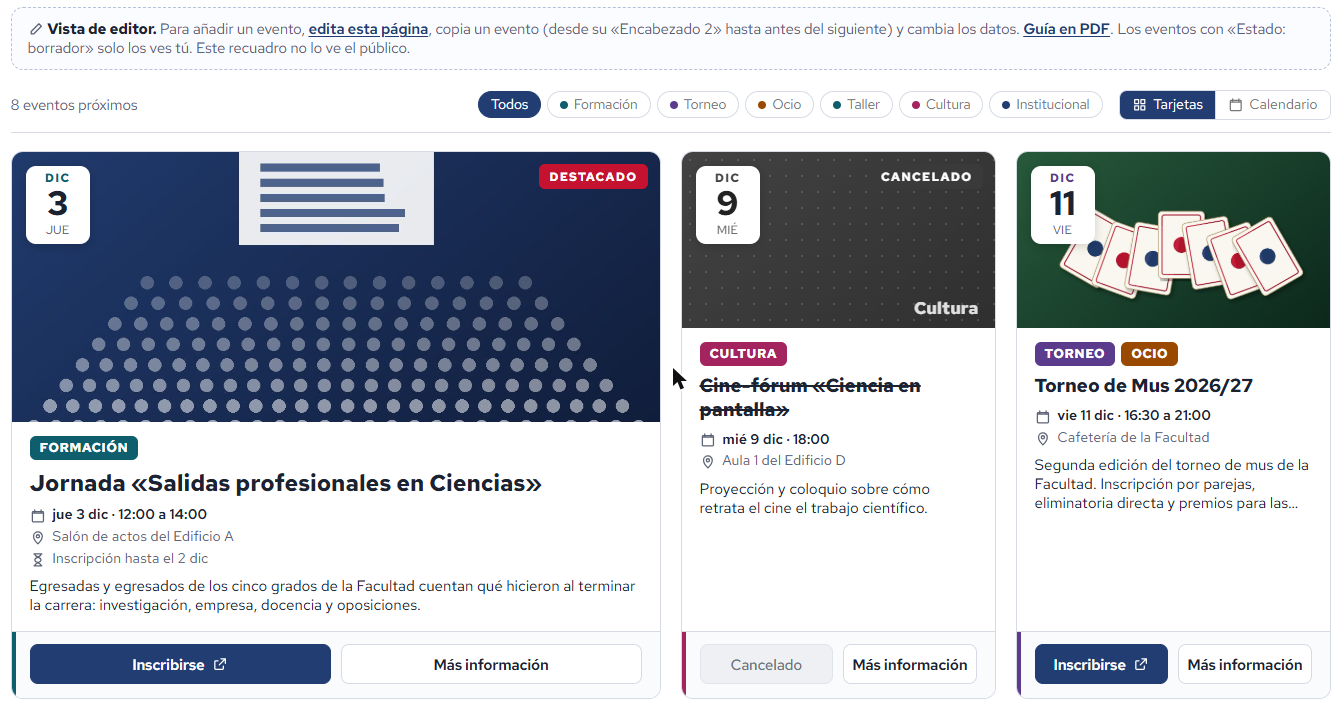 Vista de editor. Para añadir un evento, edita esta página, copia un evento (desde su «Encabezado 2» hasta antes del siguiente) y cambia los datos. Guía en PDF. Los eventos con «Estado:
borrador» solo los ves tú. Este recuadro no lo ve el público.
8 eventos próximos
Todos
Formación
Torneo
Ocio
Taller
Cultura
Institucional
Tarjetas
Calendario
DIC
3
JUE
DESTACADO
FORMACIÓN
Jornada «Salidas profesionales en Ciencias»
jue 3 dic · 12:00 a 14:00
Salón de actos del Edificio A
Inscripción hasta el 2 dic
Egresadas y egresados de los cinco grados de la Facultad cuentan qué hicieron al terminar
la carrera: investigación, empresa, docencia y oposiciones.
Inscribirse
Más información
DIC
9
MIÉ
CANCELADO
Cultura
CULTURA
Cine-fórum «Ciencia en
pantalla»
mié 9 dic · 18:00
Aula 1 del Edificio D
Proyección y coloquio sobre cómo
retrata el cine el trabajo científico.
Cancelado
Más información
DIC
11
VIE
TORNEO
OCIO
Torneo de Mus 2026/27
vie 11 dic · 16:30 a 21:00
Cafetería de la Facultad
Segunda edición del torneo de mus de la
Facultad. Inscripción por parejas,
eliminatoria directa y premios para las...
Inscribirse
Más información